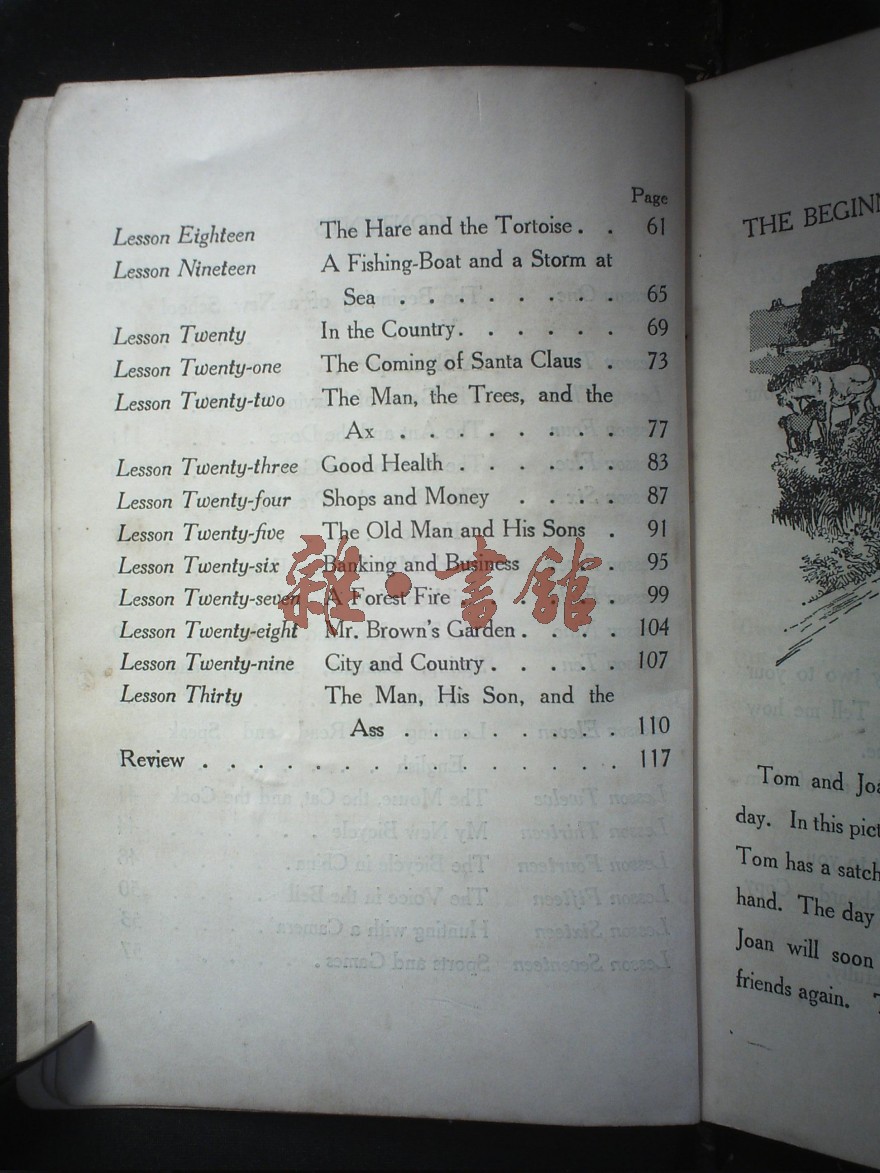 Page
Lesson Eighteen The Hare and the Tortoise . . 61
Lesson Nineteen A Fishing-Boat and a Storm at
Sea . . . . . . . 65
Lesson Twenty In the Country . . . . . 69
Lesson Twenty-one The Coming of Santa Claus . 73
Lesson Twenty-two The Man, the Trees, and the
Ax . . . . . . . . 77
Lesson Twenty-three Good Health . . . . . . 83
Lesson Twenty-four Shops and Money . . . . 87
Lesson Twenty-five The Old Man and His Sons . 91
Lesson Twenty-six Banking and Business . . . 95
Lesson Twenty-seven A Forest Fire . . . . . . 99
Lesson Twenty-eight Mr. Brown's Garden . . . . 104
Lesson Twenty-nine City and Country . . . . . 107
Lesson Thirty The Man, His Son, and the
Ass . . . . . . . 110
Review . . . . . . . . . . . . . . 117
雜·書館
THE
Tom and
day. In this
Tom has a
hand. The day
Joan will soon
friends again.